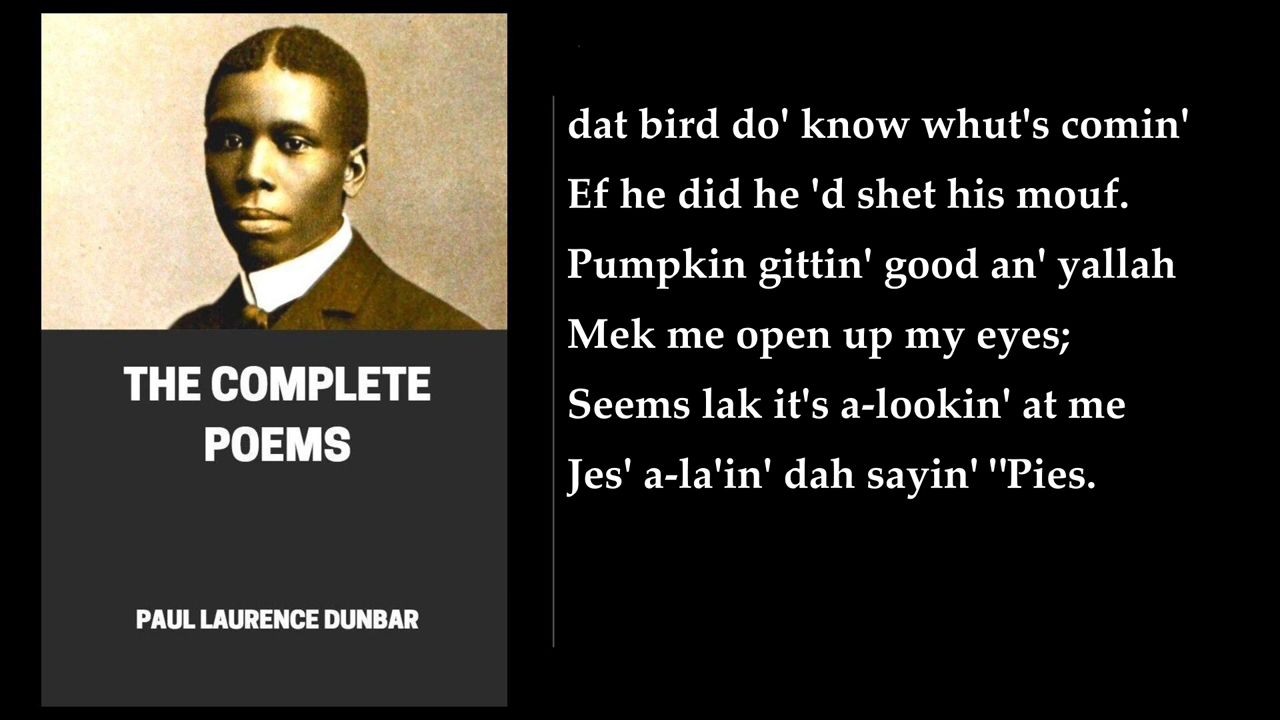 THE COMPLETE
POEMS
PAUL LAURENCE DUNBAR
dat bird do' know whut's comin'
Ef he did he 'd shet his mouf.
Pumpkin gittin' good an' yallah
Mek me open up my eyes;
Seems lak it's a-lookin' at me
Jes' a-la'in' dah sayin' "Pies.